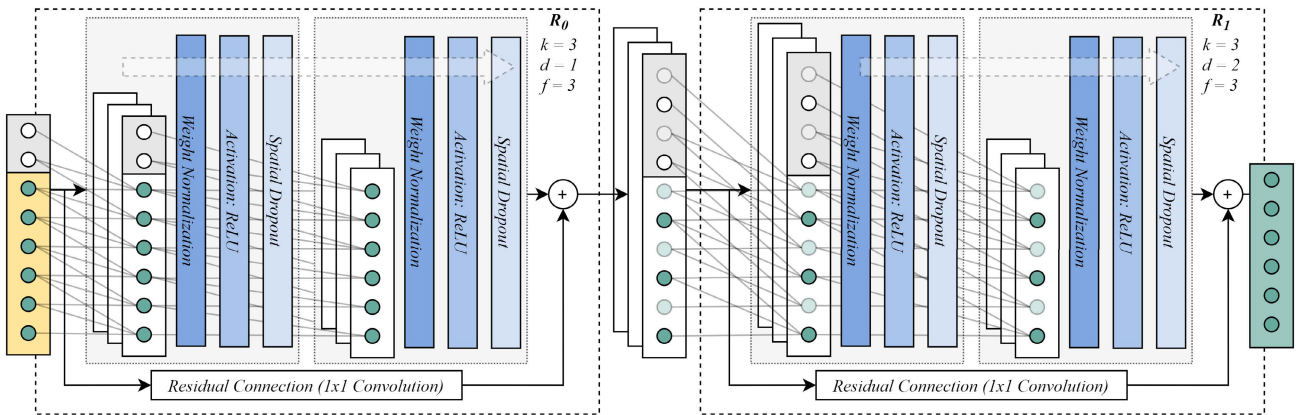 R0
k = 3
d = 1
f = 3
Weight Normalization
Activation: ReLU
Spatial Dropout
Weight Normalization
Activation: ReLU
Spatial Dropout
+
Residual Connection (1x1 Convolution)
R1
k = 3
d = 2
f = 3
Weight Normalization
Activation: ReLU
Spatial Dropout
Weight Normalization
Activation: ReLU
Spatial Dropout
+
Residual Connection (1x1 Convolution)